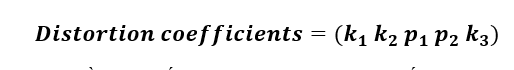 Distortion coefficients = (k₁ k₂ p₁ p₂ k₃)